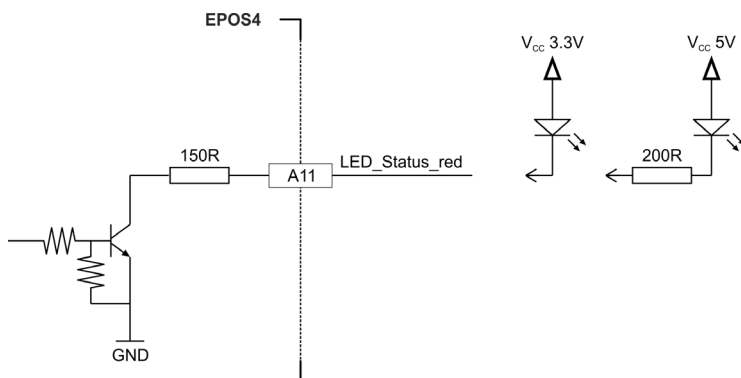 EPOS4
Vcc 3.3V
Vcc 5V
150R
A11
LED_Status_red
200R
GND